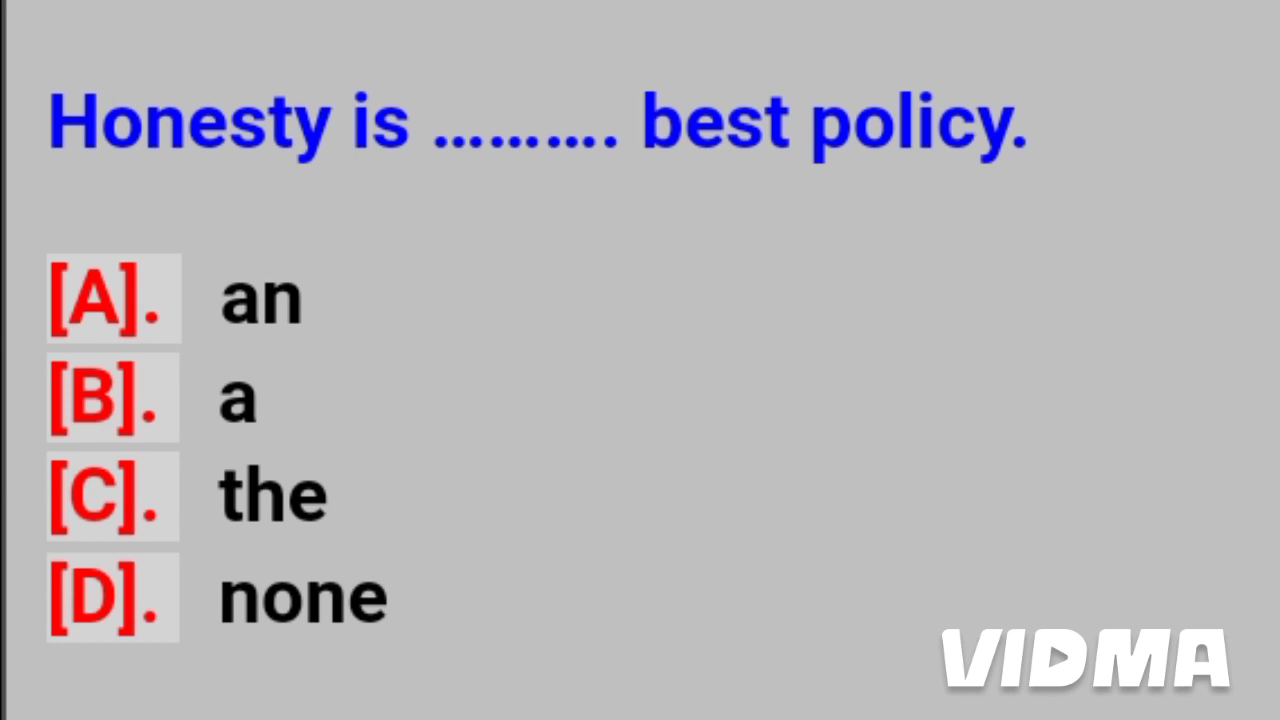 Honesty is .......... best policy.
[A]. an
[B]. a
[C]. the
[D]. none
VIDMA